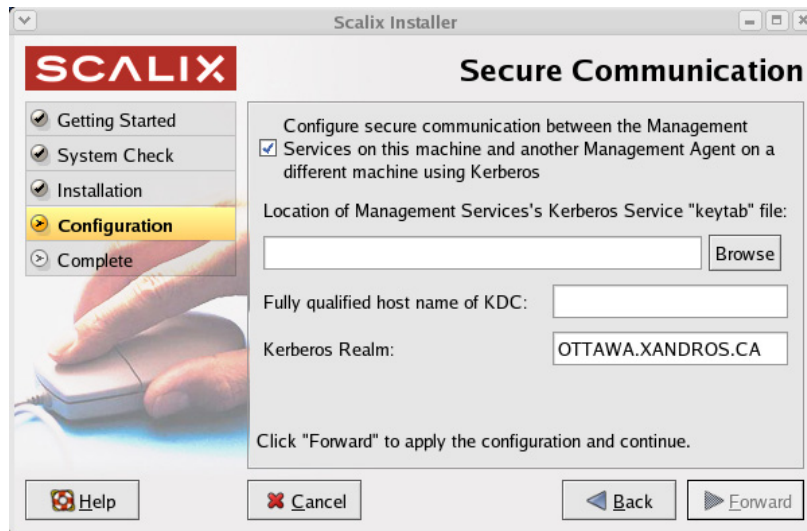 Scalix Installer
SCALIX
Secure Communication
Getting Started
System Check
Installation
Configuration
Complete
Configure secure communication between the Management
Services on this machine and another Management Agent on a
different machine using Kerberos
Location of Management Services's Kerberos Service "keytab" file:
Browse
Fully qualified host name of KDC:
Kerberos Realm: OTTAWA.XANDROS.CA
Click "Forward" to apply the configuration and continue.
Help Cancel Back Forward